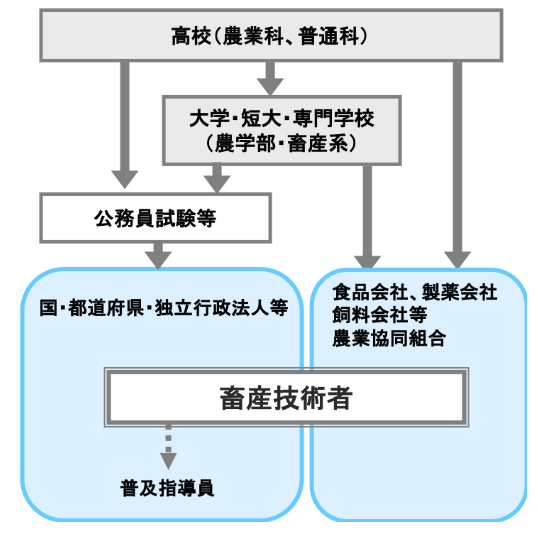 高校（農業科、普通科）
大学・短大・専門学校
（農学部・畜産系）
公務員試験等
国・都道府県・独立行政法人等
食品会社、製薬会社
飼料会社等
農業協同組合
畜産技術者
普及指導員